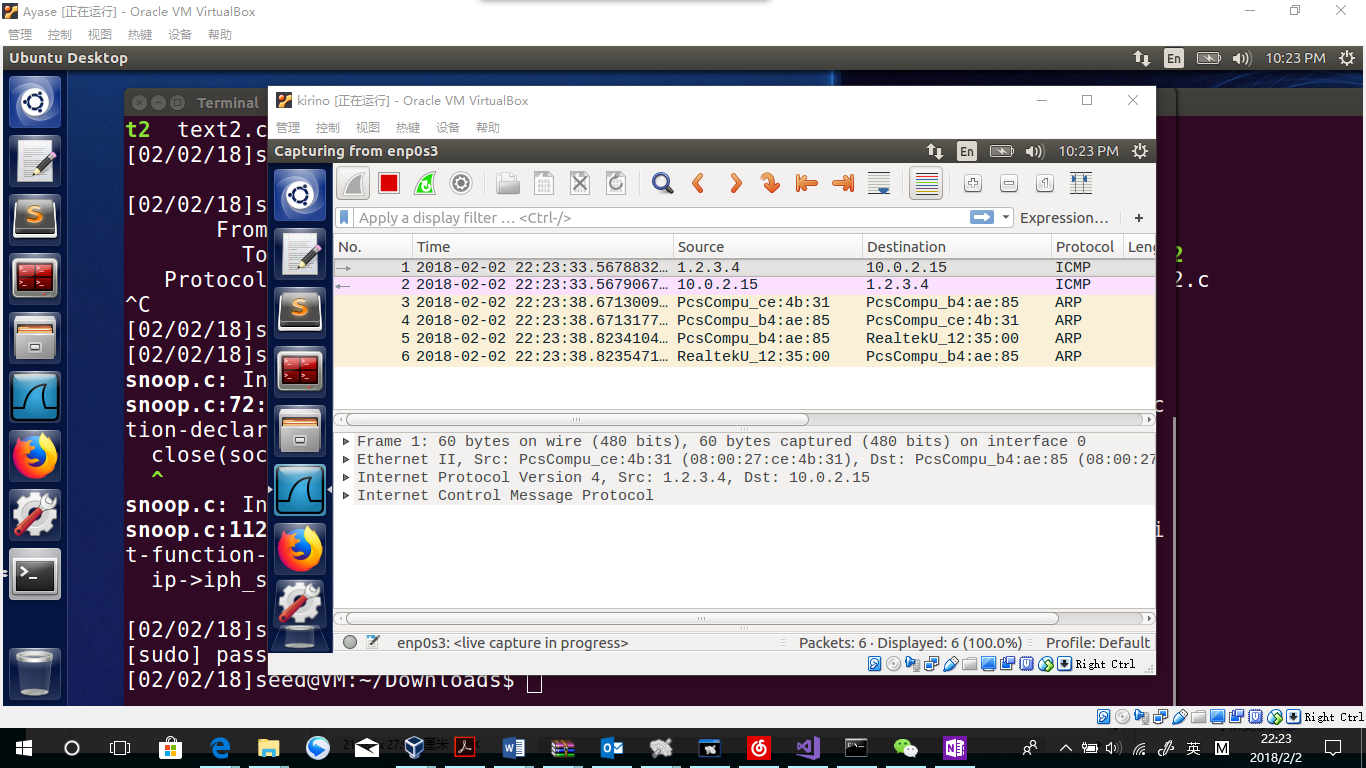 Ayase [正在运行] - Oracle VM VirtualBox
管理 控制 视图 热键 设备 帮助
Ubuntu Desktop
En
10:23 PM
Terminal
t2 text2.c
[02/02/18]s
[02/02/18]s
From
To
Protocol
^C
[02/02/18]s
[02/02/18]s
snoop.c: In
snoop.c:72:
tion-declar
close(soc
^
snoop.c: In
snoop.c:112
t-function-
ip->iph_s
[02/02/18]s
[sudo] pass
[02/02/18]seed@VM:~/Downloads$
2
2.c
c
i
kirino [正在运行] - Oracle VM VirtualBox
管理 控制 视图 热键 设备 帮助
Capturing from enp0s3
En
10:23 PM
Apply a display filter … <Ctrl-/>
Expression…
+
No. Time Source Destination Protocol Leng
1 2018-02-02 22:23:33.5678832… 1.2.3.4 10.0.2.15 ICMP
2 2018-02-02 22:23:33.5679067… 10.0.2.15 1.2.3.4 ICMP
3 2018-02-02 22:23:38.6713009… PcsCompu_ce:4b:31 PcsCompu_b4:ae:85 ARP
4 2018-02-02 22:23:38.6713177… PcsCompu_b4:ae:85 PcsCompu_ce:4b:31 ARP
5 2018-02-02 22:23:38.8234104… PcsCompu_b4:ae:85 RealtekU_12:35:00 ARP
6 2018-02-02 22:23:38.8235471… RealtekU_12:35:00 PcsCompu_b4:ae:85 ARP
Frame 1: 60 bytes on wire (480 bits), 60 bytes captured (480 bits) on interface 0
Ethernet II, Src: PcsCompu_ce:4b:31 (08:00:27:ce:4b:31), Dst: PcsCompu_b4:ae:85 (08:00:27
Internet Protocol Version 4, Src: 1.2.3.4, Dst: 10.0.2.15
Internet Control Message Protocol
enp0s3: <live capture in progress>
Packets: 6 · Displayed: 6 (100.0%)
Profile: Default
Right Ctrl
Right Ctrl
英
M
22:23
2018/2/2